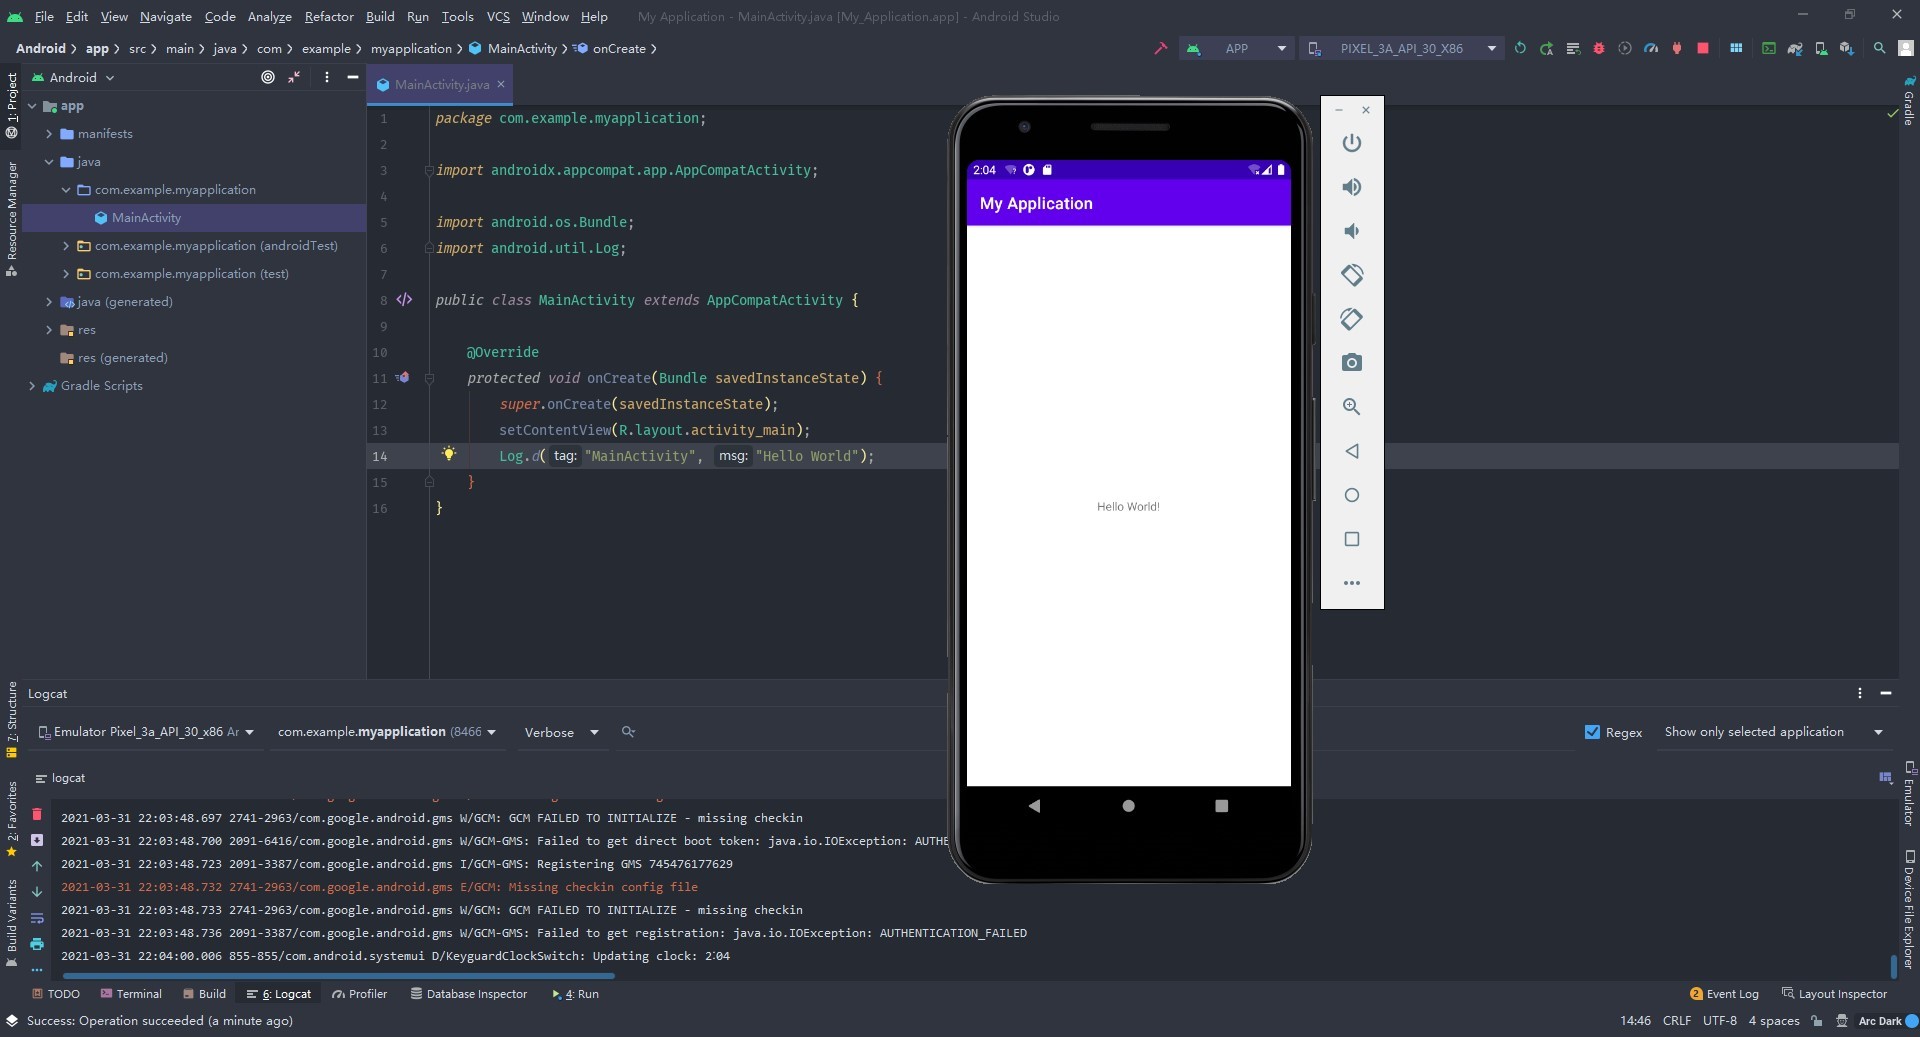 File Edit View Navigate Code Analyze Refactor Build Run Tools VCS Window Help My Application - MainActivity.java [My_Application.app] - Android Studio
Android app src main java com example myapplication MainActivity onCreate APP PIXEL_3A_API_30_X86
1: Project
Resource Manager
7: Structure
2: Favorites
Build Variants
Android
app
manifests
java
com.example.myapplication
MainActivity
com.example.myapplication (androidTest)
com.example.myapplication (test)
java (generated)
res
res (generated)
Gradle Scripts
MainActivity.java
1 package com.example.myapplication;
2
3 import androidx.appcompat.app.AppCompatActivity;
4
5 import android.os.Bundle;
6 import android.util.Log;
7
8 public class MainActivity extends AppCompatActivity {
9
10 @Override
11 protected void onCreate(Bundle savedInstanceState) {
12 super.onCreate(savedInstanceState);
13 setContentView(R.layout.activity_main);
14 Log.d( tag: "MainActivity", msg: "Hello World");
15 }
16 }
2:04
My Application
Hello World!
Gradle
Emulator
Device File Explorer
Logcat
Emulator Pixel_3a_API_30_x86 Ar com.example.myapplication (8466 Verbose Regex Show only selected application
logcat
2021-03-31 22:03:48.697 2741-2963/com.google.android.gms W/GCM: GCM FAILED TO INITIALIZE - missing checkin
2021-03-31 22:03:48.700 2091-6416/com.google.android.gms W/GCM-GMS: Failed to get direct boot token: java.io.IOException: AUTHE
2021-03-31 22:03:48.723 2091-3387/com.google.android.gms I/GCM-GMS: Registering GMS 745476177629
2021-03-31 22:03:48.732 2741-2963/com.google.android.gms E/GCM: Missing checkin config file
2021-03-31 22:03:48.733 2741-2963/com.google.android.gms W/GCM: GCM FAILED TO INITIALIZE - missing checkin
2021-03-31 22:03:48.736 2091-3387/com.google.android.gms W/GCM-GMS: Failed to get registration: java.io.IOException: AUTHENTICATION_FAILED
2021-03-31 22:04:00.006 855-855/com.android.systemui D/KeyguardClockSwitch: Updating clock: 2:04
TODO Terminal Build 6: Logcat Profiler Database Inspector 4: Run 2 Event Log Layout Inspector
Success: Operation succeeded (a minute ago) 14:46 CRLF UTF-8 4 spaces Arc Dark